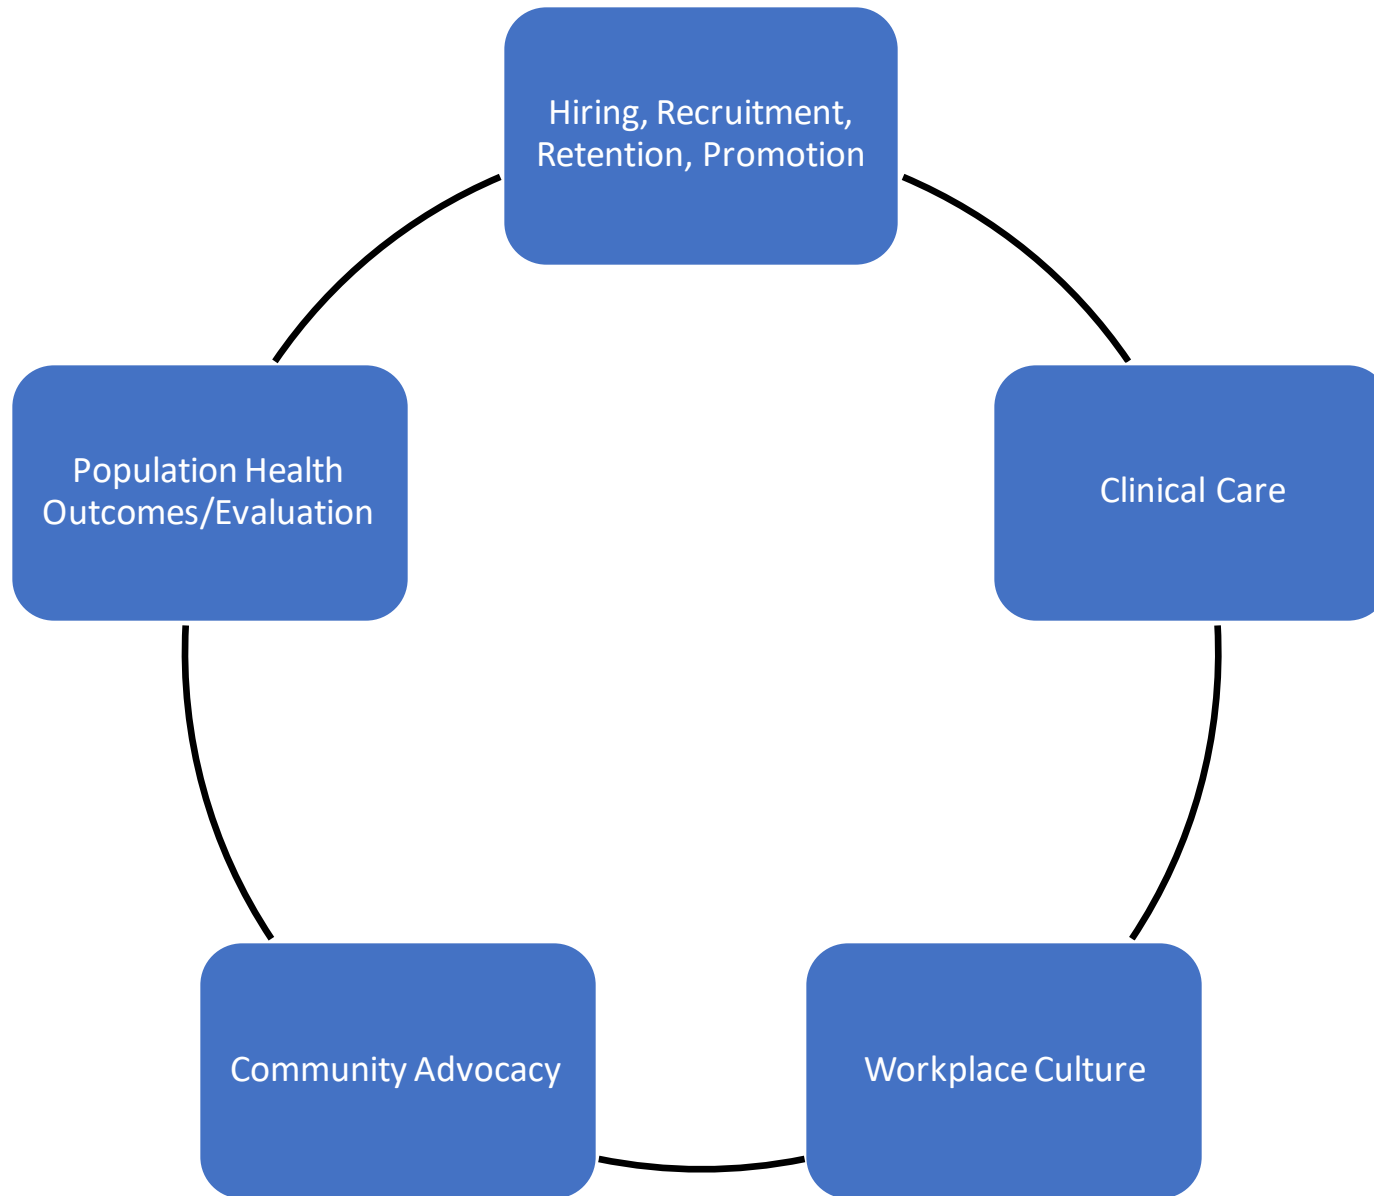 Hiring, Recruitment,
Retention, Promotion
Population Health
Outcomes/Evaluation
Clinical Care
Community Advocacy
Workplace Culture